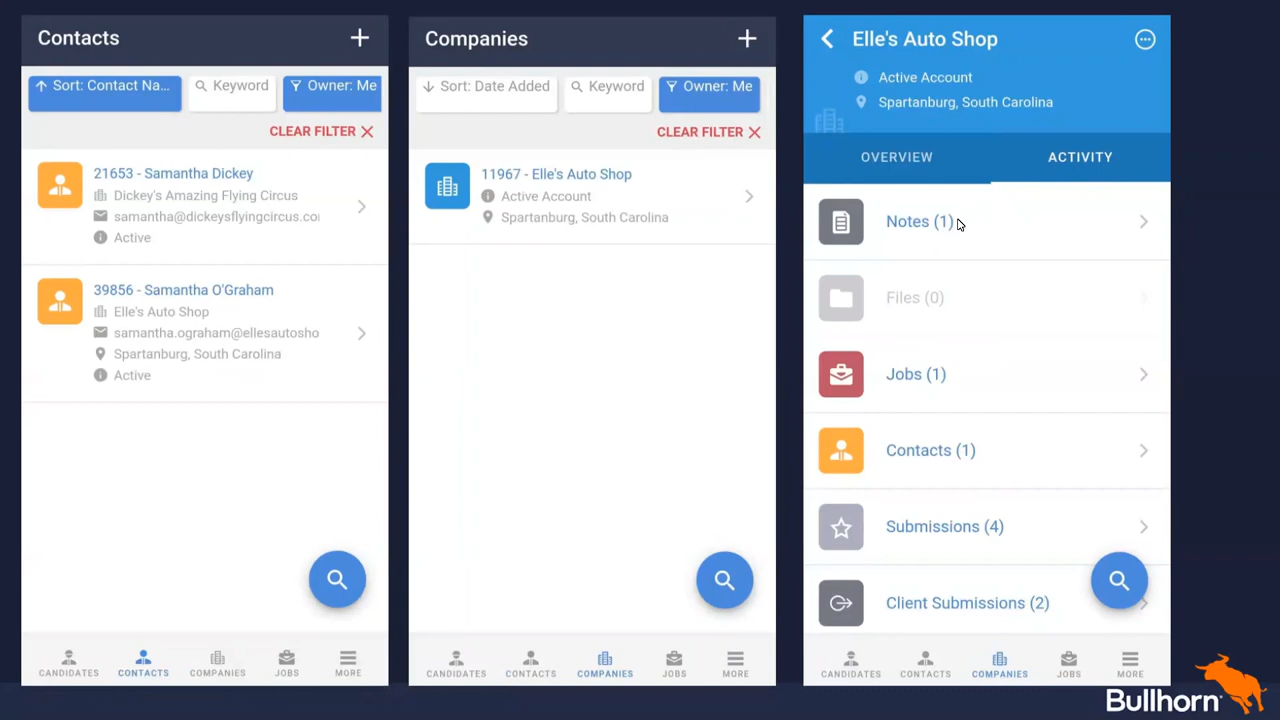 Contacts
Sort: Contact Na...
Keyword
Owner: Me
CLEAR FILTER
21653 - Samantha Dickey
Dickey's Amazing Flying Circus
samantha@dickeysflyingcircus.co
Active
39856 - Samantha O'Graham
Elle's Auto Shop
samantha.ograham@ellesautosho
Spartanburg, South Carolina
Active
CANDIDATES
CONTACTS
COMPANIES
JOBS
MORE
Companies
Sort: Date Added
Keyword
Owner: Me
CLEAR FILTER
11967 - Elle's Auto Shop
Active Account
Spartanburg, South Carolina
CANDIDATES
CONTACTS
COMPANIES
JOBS
MORE
Elle's Auto Shop
Active Account
Spartanburg, South Carolina
OVERVIEW
ACTIVITY
Notes (1)
Files (0)
Jobs (1)
Contacts (1)
Submissions (4)
Client Submissions (2)
CANDIDATES
CONTACTS
COMPANIES
JOBS
MORE
Bullhorn